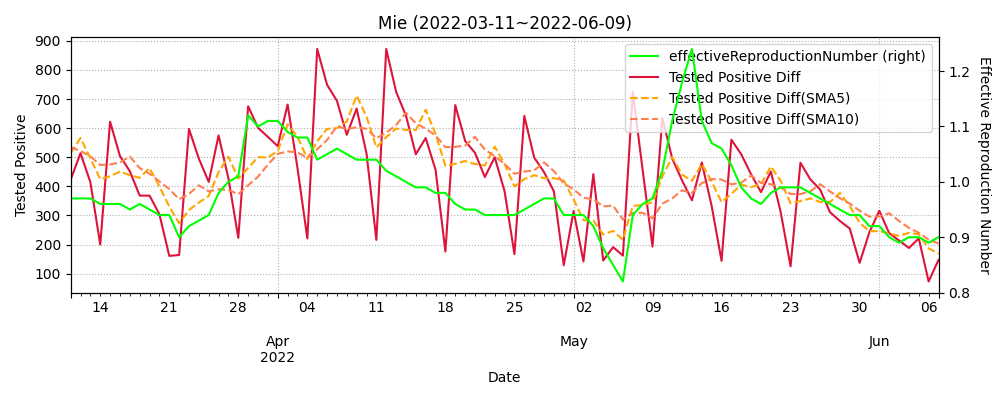 Mie (2022-03-11~2022-06-09)
effectiveReproductionNumber (right)
Tested Positive Diff
Tested Positive Diff(SMA5)
Tested Positive Diff(SMA10)
Tested Positive
900
800
700
600
500
400
300
200
100
Effective Reproduction Number
1.2
1.1
1.0
0.9
0.8
14 21 28 04 11 18 25 02 09 16 23 30 06
Apr May Jun
2022
Date